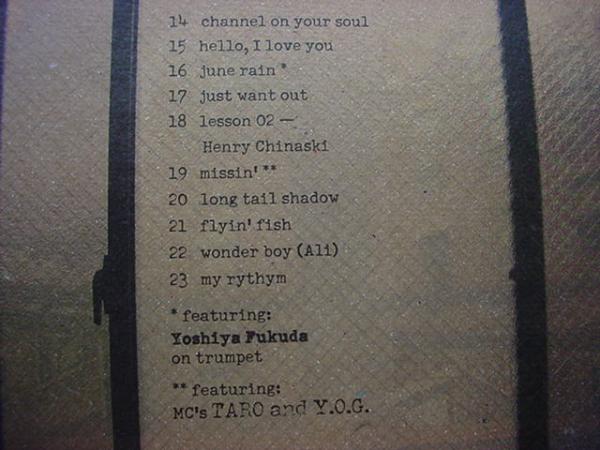 14 channel on your soul
15 hello, I love you
16 june rain *
17 just want out
18 lesson 02 —
Henry Chinaski
19 missin' **
20 long tail shadow
21 flyin' fish
22 wonder boy (Ali)
23 my rythym
* featuring:
Yoshiya Fukuda
on trumpet
** featuring:
MC's TARO and Y.O.G.